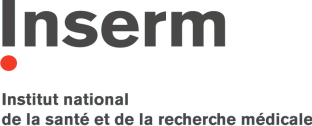 Inserm
Institut national
de la santé et de la recherche médicale